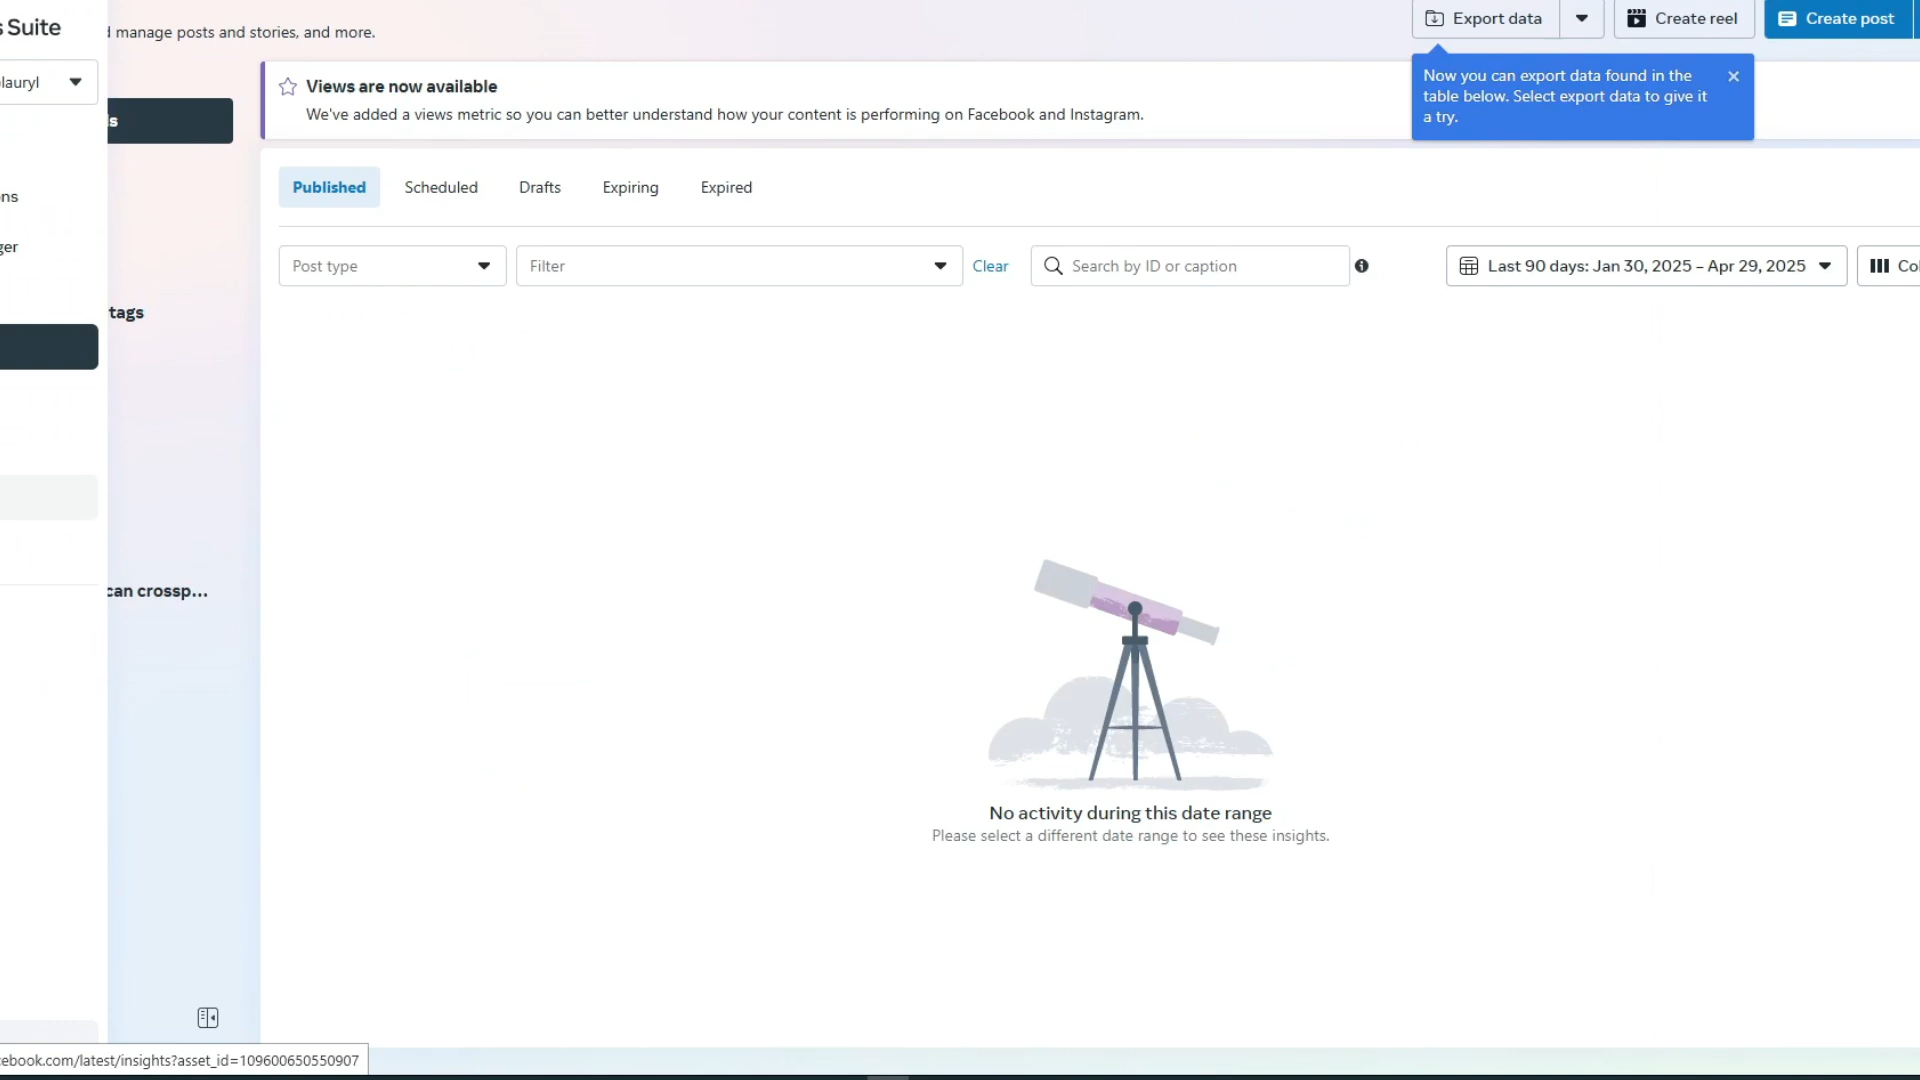 s Suite
d manage posts and stories, and more.
Export data
Create reel
Create post
lauryl
Now you can export data found in the
table below. Select export data to give it
a try.
Views are now available
We've added a views metric so you can better understand how your content is performing on Facebook and Instagram.
ls
Published
Scheduled
Drafts
Expiring
Expired
ons
ger
Post type
Filter
Clear
Search by ID or caption
Last 90 days: Jan 30, 2025 – Apr 29, 2025
Col
tags
can crossp...
No activity during this date range
Please select a different date range to see these insights.
cebook.com/latest/insights?asset_id=109600650550907